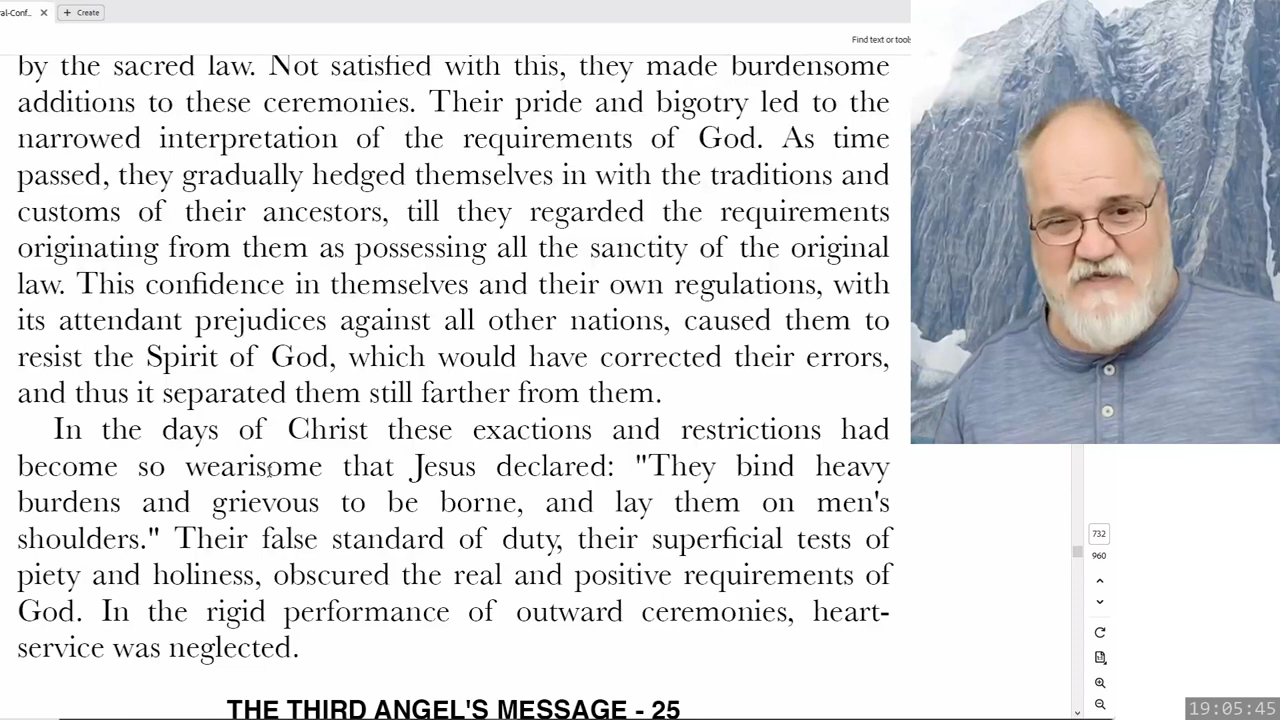 al-Conf..
Create
Find text or tools
by the sacred law. Not satisfied with this, they made burdensome
additions to these ceremonies. Their pride and bigotry led to the
narrowed interpretation of the requirements of God. As time
passed, they gradually hedged themselves in with the traditions and
customs of their ancestors, till they regarded the requirements
originating from them as possessing all the sanctity of the original
law. This confidence in themselves and their own regulations, with
its attendant prejudices against all other nations, caused them to
resist the Spirit of God, which would have corrected their errors,
and thus it separated them still farther from them.
In the days of Christ these exactions and restrictions had
become so wearisome that Jesus declared: "They bind heavy
burdens and grievous to be borne, and lay them on men's
shoulders." Their false standard of duty, their superficial tests of
piety and holiness, obscured the real and positive requirements of
God. In the rigid performance of outward ceremonies, heart-
service was neglected.
THE THIRD ANGEL'S MESSAGE - 25
732
960
19:05:45